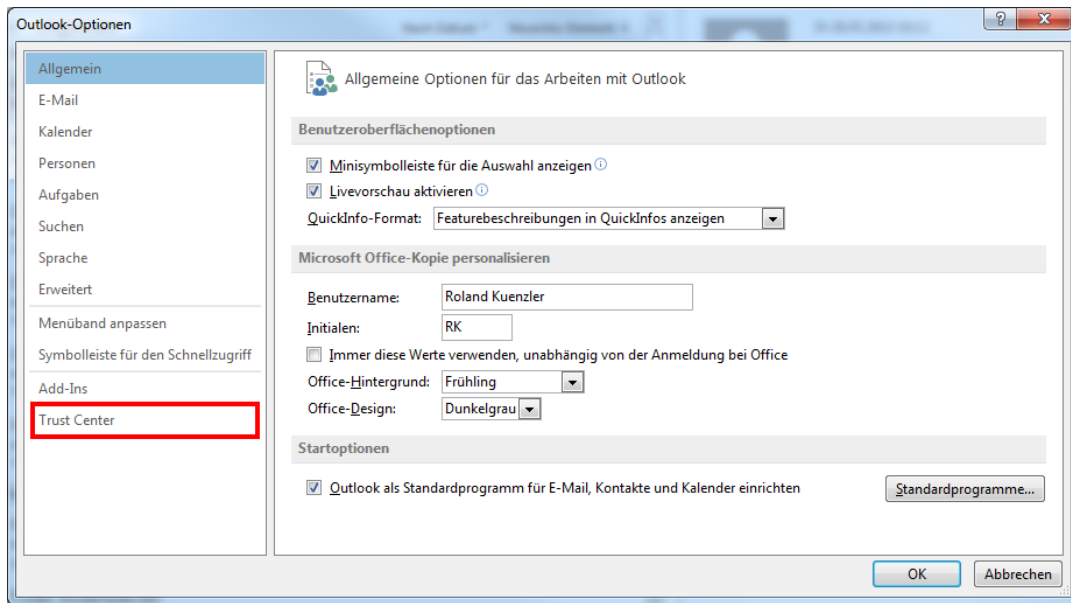 Outlook-Optionen
Allgemein
E-Mail
Kalender
Personen
Aufgaben
Suchen
Sprache
Erweitert
Menüband anpassen
Symbolleiste für den Schnellzugriff
Add-Ins
Trust Center
Allgemeine Optionen für das Arbeiten mit Outlook
Benutzeroberflächenoptionen
Minisymbolleiste für die Auswahl anzeigen
Livevorschau aktivieren
QuickInfo-Format: Featurebeschreibungen in QuickInfos anzeigen
Microsoft Office-Kopie personalisieren
Benutzername: Roland Kuenzler
Initialen: RK
Immer diese Werte verwenden, unabhängig von der Anmeldung bei Office
Office-Hintergrund: Frühling
Office-Design: Dunkelgrau
Startoptionen
Outlook als Standardprogramm für E-Mail, Kontakte und Kalender einrichten
Standardprogramme...
OK Abbrechen